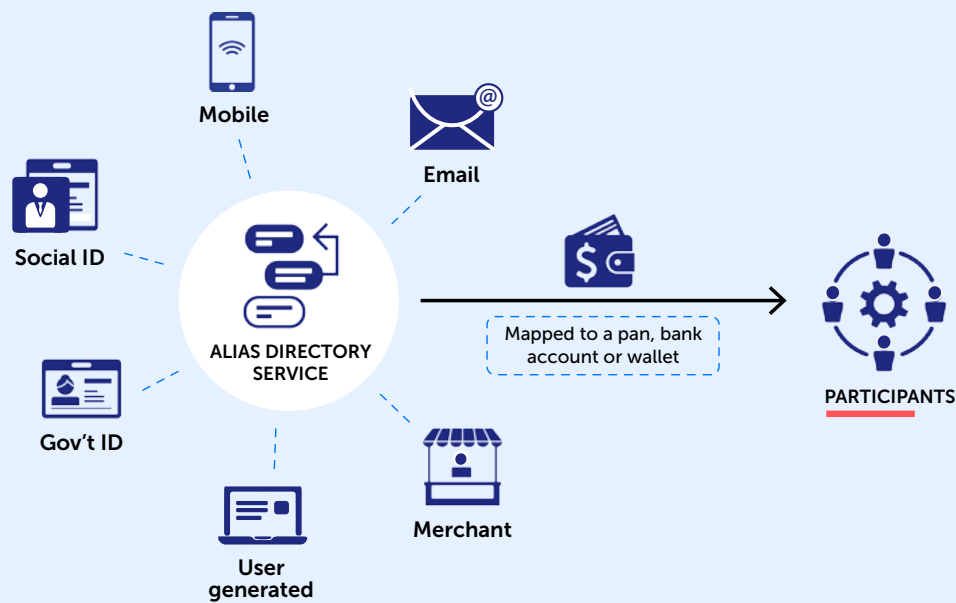 Mobile
@
Email
Social ID
$
ALIAS DIRECTORY
SERVICE
Mapped to a pan, bank
account or wallet
PARTICIPANTS
Gov't ID
Merchant
User
generated